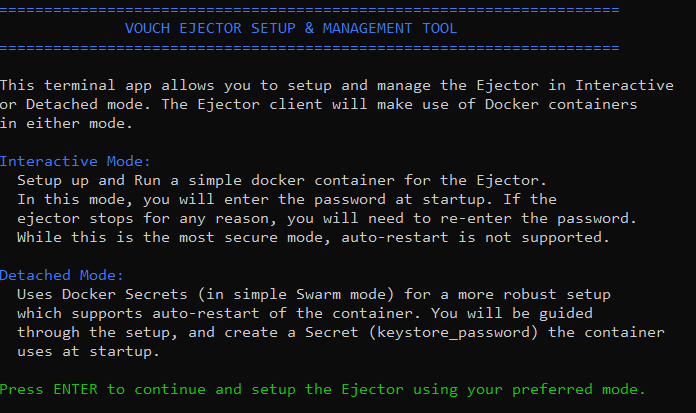 ======================================================================
VOUCH EJECTOR SETUP & MANAGEMENT TOOL
======================================================================
This terminal app allows you to setup and manage the Ejector in Interactive
or Detached mode. The Ejector client will make use of Docker containers
in either mode.
Interactive Mode:
Setup up and Run a simple docker container for the Ejector.
In this mode, you will enter the password at startup. If the
ejector stops for any reason, you will need to re-enter the password.
While this is the most secure mode, auto-restart is not supported.
Detached Mode:
Uses Docker Secrets (in simple Swarm mode) for a more robust setup
which supports auto-restart of the container. You will be guided
through the setup, and create a Secret (keystore_password) the container
uses at startup.
Press ENTER to continue and setup the Ejector using your preferred mode.